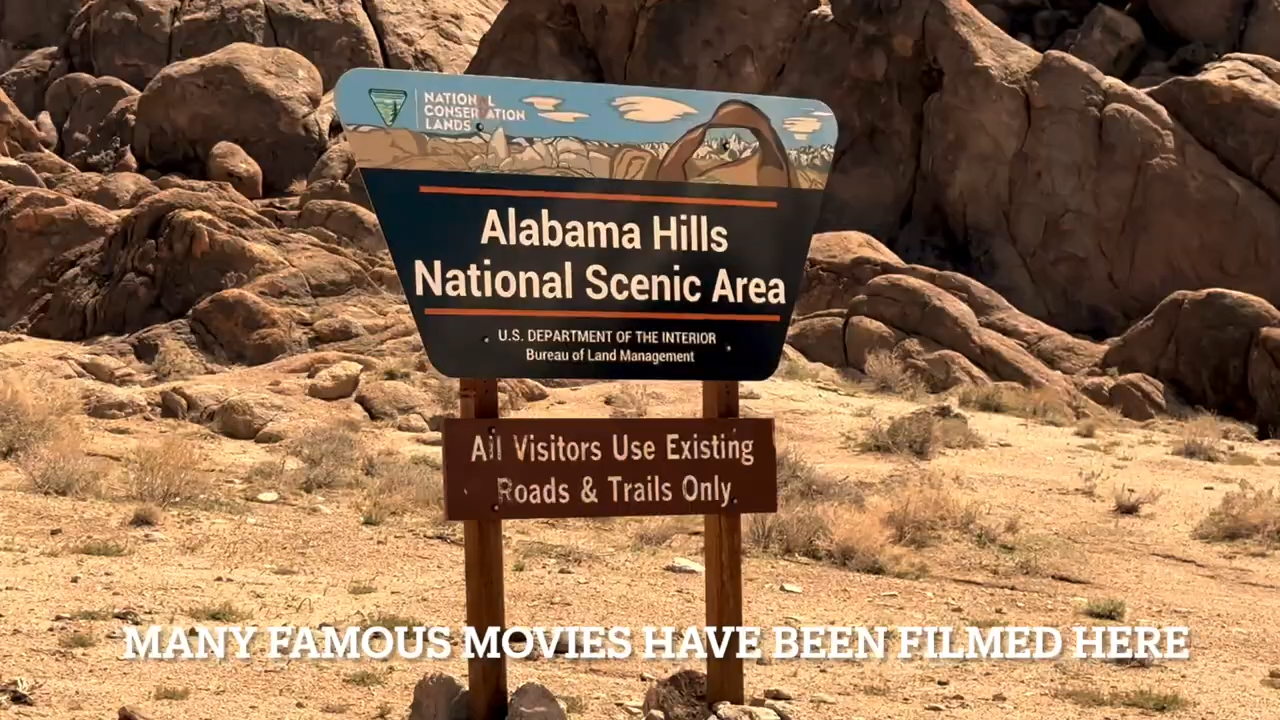 NATIONAL
CONSERVATION
LANDS
Alabama Hills
National Scenic Area
U.S. DEPARTMENT OF THE INTERIOR
Bureau of Land Management
All Visitors Use Existing
Roads & Trails Only
MANY FAMOUS MOVIES HAVE BEEN FILMED HERE